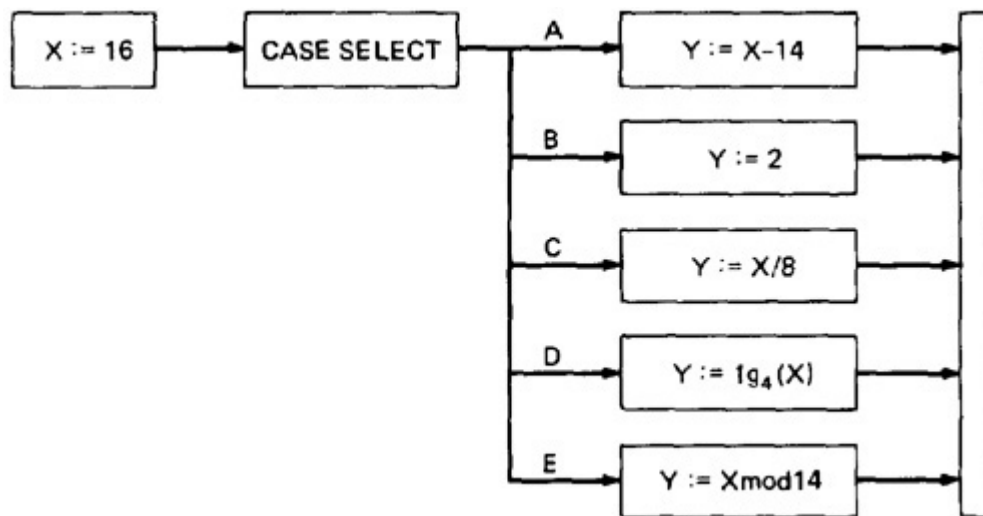 X := 16
CASE SELECT
A
Y := X-14
B
Y := 2
C
Y := X/8
D
Y := lg₄(X)
E
Y := Xmod14